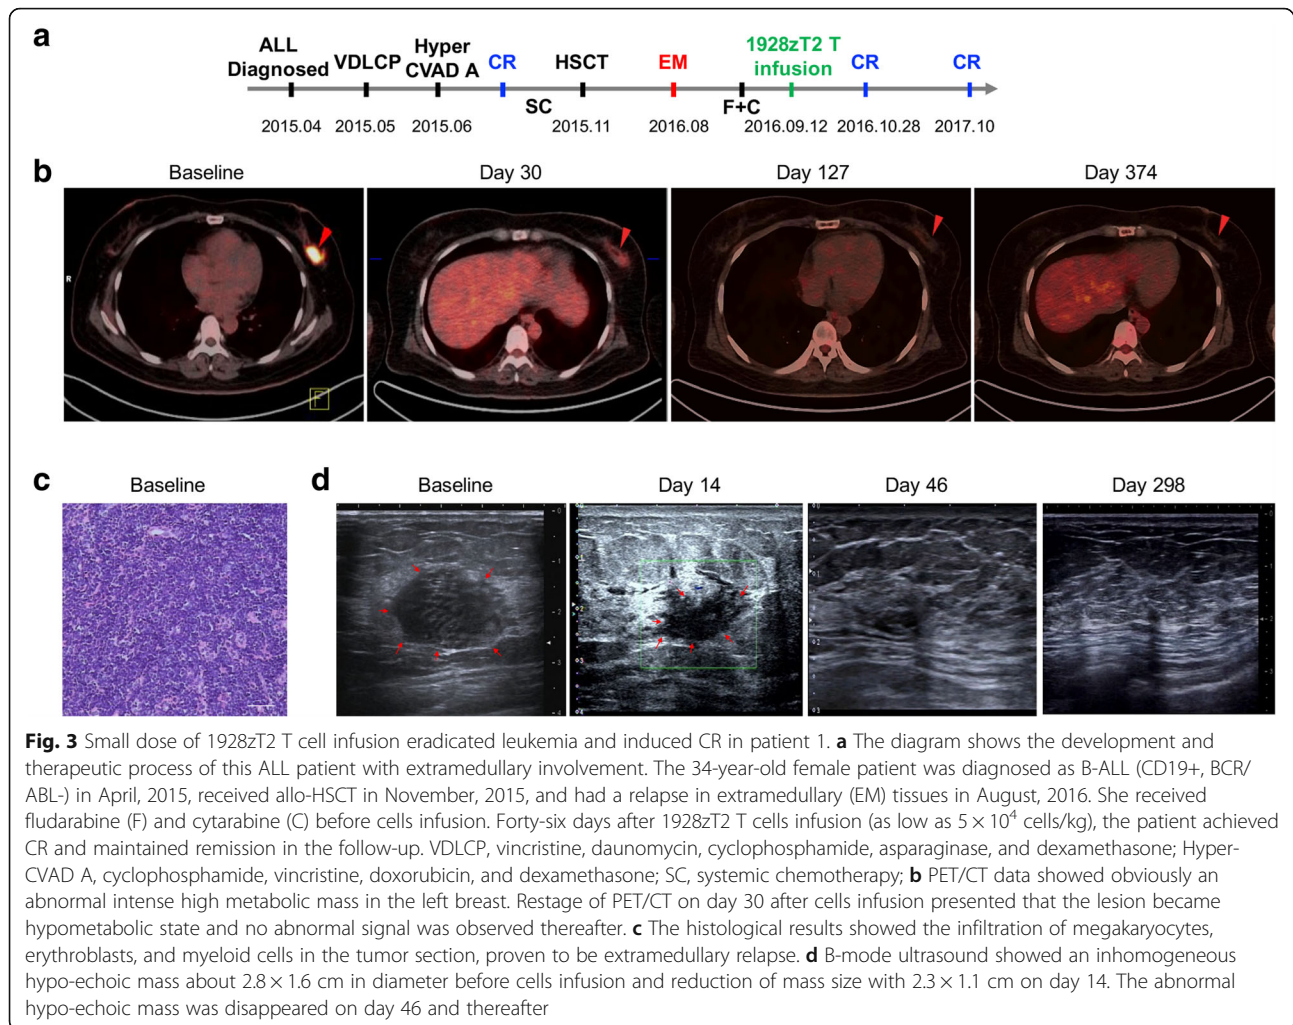 a
ALL
Diagnosed
VDLCP
Hyper
CVAD A
CR
HSCT
EM
1928zT2 T
infusion
CR
CR
SC
F+C
2015.04
2015.05
2015.06
2015.11
2016.08
2016.09.12
2016.10.28
2017.10
b
Baseline
Day 30
Day 127
Day 374
R
F
c
Baseline
d
Baseline
Day 14
Day 46
Day 298
Fig. 3 Small dose of 1928zT2 T cell infusion eradicated leukemia and induced CR in patient 1. a The diagram shows the development and
therapeutic process of this ALL patient with extramedullary involvement. The 34-year-old female patient was diagnosed as B-ALL (CD19+, BCR/
ABL-) in April, 2015, received allo-HSCT in November, 2015, and had a relapse in extramedullary (EM) tissues in August, 2016. She received
fludarabine (F) and cytarabine (C) before cells infusion. Forty-six days after 1928zT2 T cells infusion (as low as 5 × 10⁴ cells/kg), the patient achieved
CR and maintained remission in the follow-up. VDLCP, vincristine, daunomycin, cyclophosphamide, asparaginase, and dexamethasone; Hyper-
CVAD A, cyclophosphamide, vincristine, doxorubicin, and dexamethasone; SC, systemic chemotherapy; b PET/CT data showed obviously an
abnormal intense high metabolic mass in the left breast. Restage of PET/CT on day 30 after cells infusion presented that the lesion became
hypometabolic state and no abnormal signal was observed thereafter. c The histological results showed the infiltration of megakaryocytes,
erythroblasts, and myeloid cells in the tumor section, proven to be extramedullary relapse. d B-mode ultrasound showed an inhomogeneous
hypo-echoic mass about 2.8 × 1.6 cm in diameter before cells infusion and reduction of mass size with 2.3 × 1.1 cm on day 14. The abnormal
hypo-echoic mass was disappeared on day 46 and thereafter